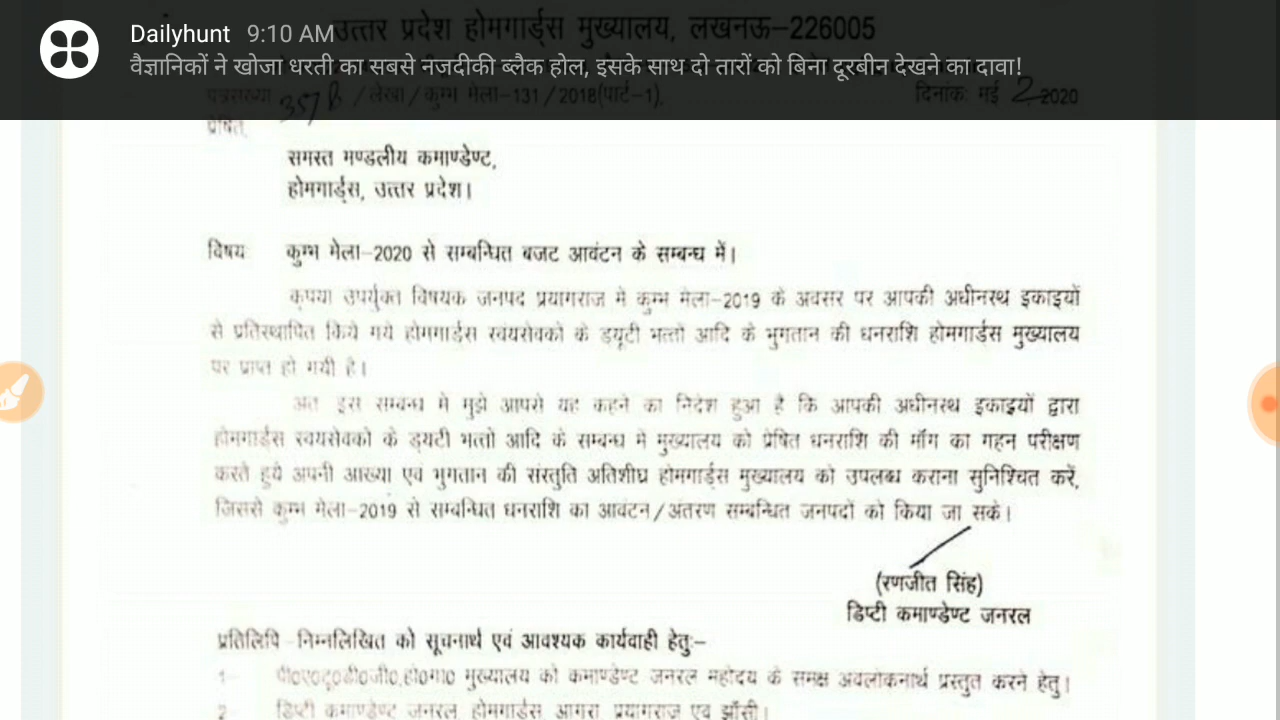 Dailyhunt 9:10 AM
उत्तर प्रदेश होमगार्ड्स मुख्यालय, लखनऊ-226005
वैज्ञानिकों ने खोजा धरती का सबसे नजदीकी ब्लैक होल, इसके साथ दो तारों को बिना दूरबीन देखने का दावा!
पत्रसंख्या / लेखा / कुम्भ मेला-131 / 2018(पार्ट-1), दिनांकः मई 2 2020
प्रेषित,
समस्त मण्डलीय कमाण्डेण्ट,
होमगार्ड्स, उत्तर प्रदेश।
विषय कुम्भ मेला-2020 से सम्बन्धित बजट आवंटन के सम्बन्ध में।
कृपया उपर्युक्त विषयक जनपद प्रयागराज में कुम्भ मेला-2019 के अवसर पर आपकी अधीनस्थ इकाइयों
से प्रतिस्थापित किये गये होमगार्ड्स स्वंयसेवको के ड्यूटी भत्तो आदि के भुगतान की धनराशि होमगार्ड्स मुख्यालय
पर प्राप्त हो गयी है।
अत इस सम्बन्ध मे मुझे आपसे यह कहने का निदेश हुआ है कि आपकी अधीनस्थ इकाइयों द्वारा
होमगार्ड्स स्वयसेवको के ड्यटी भत्तो आदि के सम्बन्ध में मुख्यालय को प्रेषित धनराशि की माँग का गहन परीक्षण
करते हुये अपनी आख्या एवं भुगतान की संस्तुति अतिशीघ्र होमगार्ड्स मुख्यालय को उपलब्ध कराना सुनिश्चित करें,
जिससे कुम्भ मेला-2019 से सम्बन्धित धनराशि का आवंटन/अंतरण सम्बन्धित जनपदों को किया जा सके।
(रणजीत सिंह)
डिप्टी कमाण्डेण्ट जनरल
प्रतिलिपि निम्नलिखित को सूचनार्थ एवं आवश्यक कार्यवाही हेतुः-
1- मुख्यालय को कमाण्डेण्ट जनरल महोदय के समक्ष अवलोकनार्थ प्रस्तुत करने हेतु।
2- डिप्टी कमाण्डेण्ट जनरल, होमगार्ड्स, आगरा, प्रयागराज एवं झाँसी।